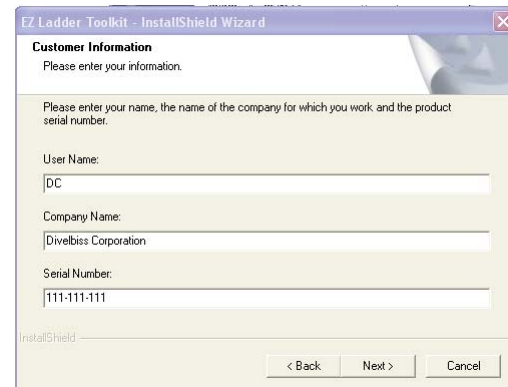 EZ Ladder Toolkit - InstallShield Wizard
Customer Information
Please enter your information.
Please enter your name, the name of the company for which you work and the product
serial number.
User Name:
DC
Company Name:
Divelbiss Corporation
Serial Number:
111-111-111
InstallShield
< Back Next > Cancel